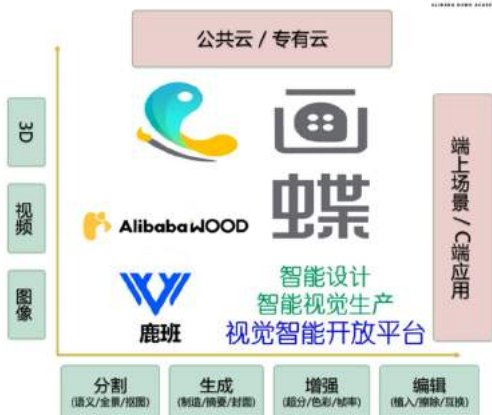 ALIBABA DAMO ACADEMY
公共云 / 专有云
3D
视频
图像
画蝶
AlibabaWOOD
鹿班
智能设计
智能视觉生产
视觉智能开放平台
端上场景 / C端应用
分割
(语义/全景/抠图)
生成
(制造/摘要/封面)
增强
(超分/色彩/帧率)
编辑
(植入/擦除/互换)